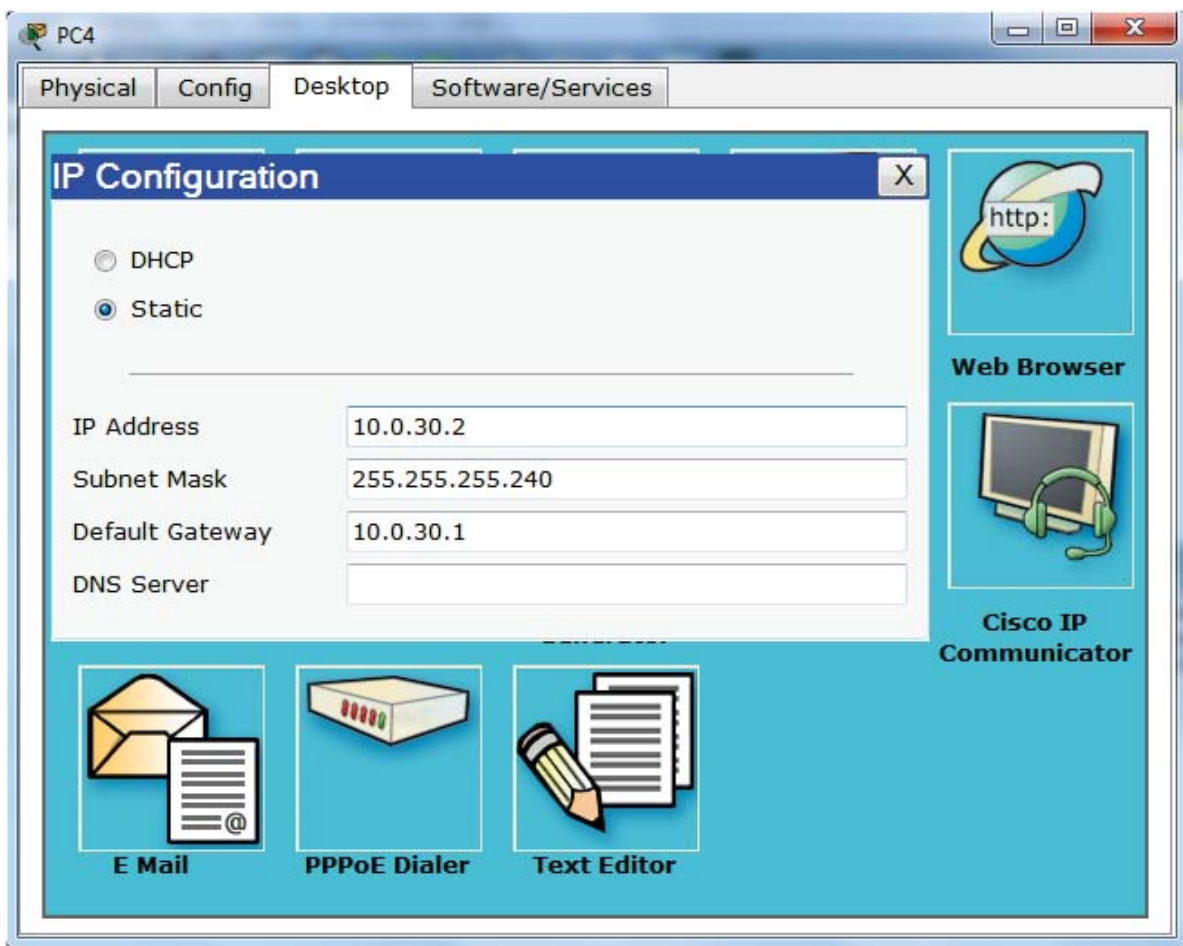 PC4
Physical Config Desktop Software/Services
IP Configuration X
http:
DHCP
Static
Web Browser
IP Address 10.0.30.2
Subnet Mask 255.255.255.240
Default Gateway 10.0.30.1
DNS Server
Cisco IP
Communicator
@
E Mail PPPoE Dialer Text Editor